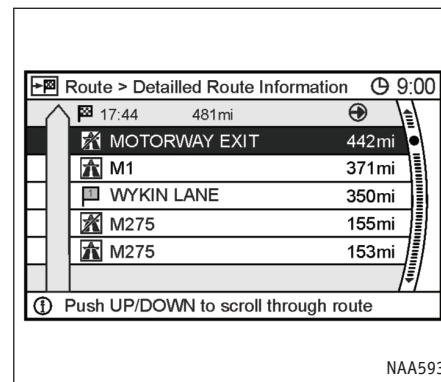 Route > Detailled Route Information 9:00
17:44 481mi
MOTORWAY EXIT 442mi
M1 371mi
1 WYKIN LANE 350mi
M275 155mi
M275 153mi
Push UP/DOWN to scroll through route
NAA593